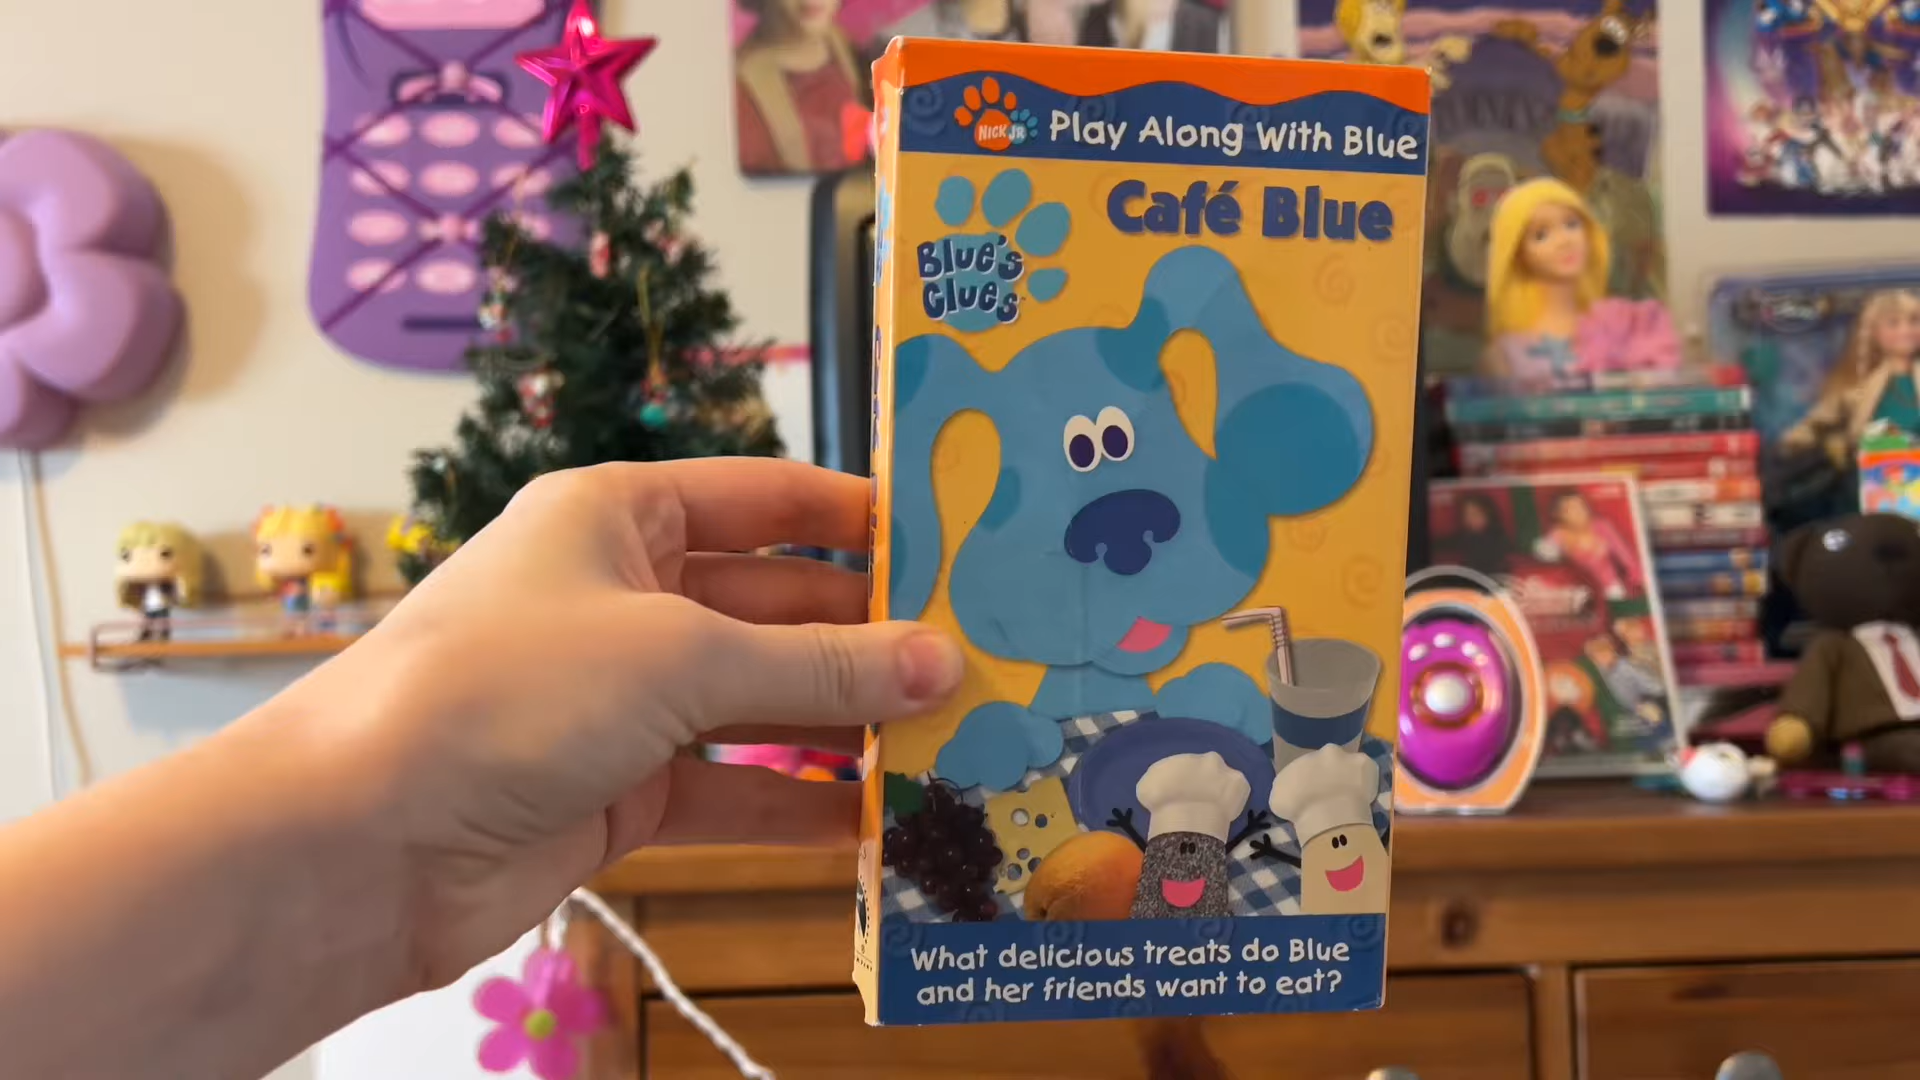 NICK JR
Play Along With Blue
Café Blue
Blue's
Clues
What delicious treats do Blue
and her friends want to eat?